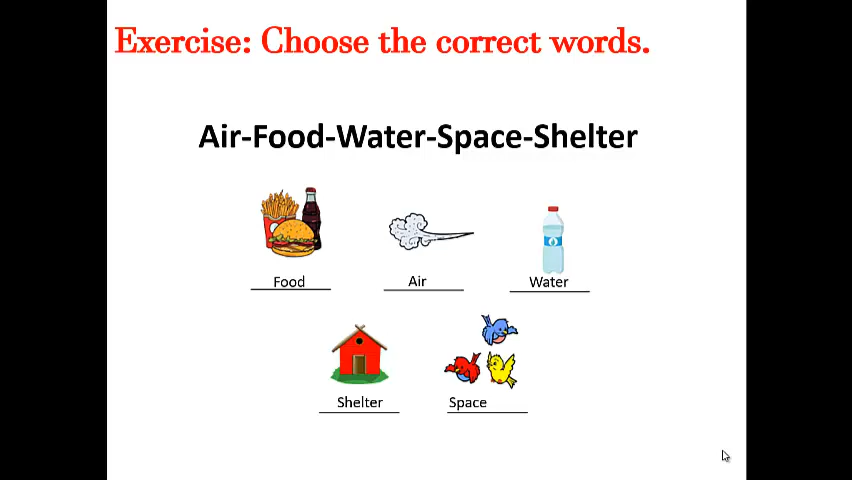 Exercise: Choose the correct words.
Air-Food-Water-Space-Shelter
Food Air Water
Shelter Space